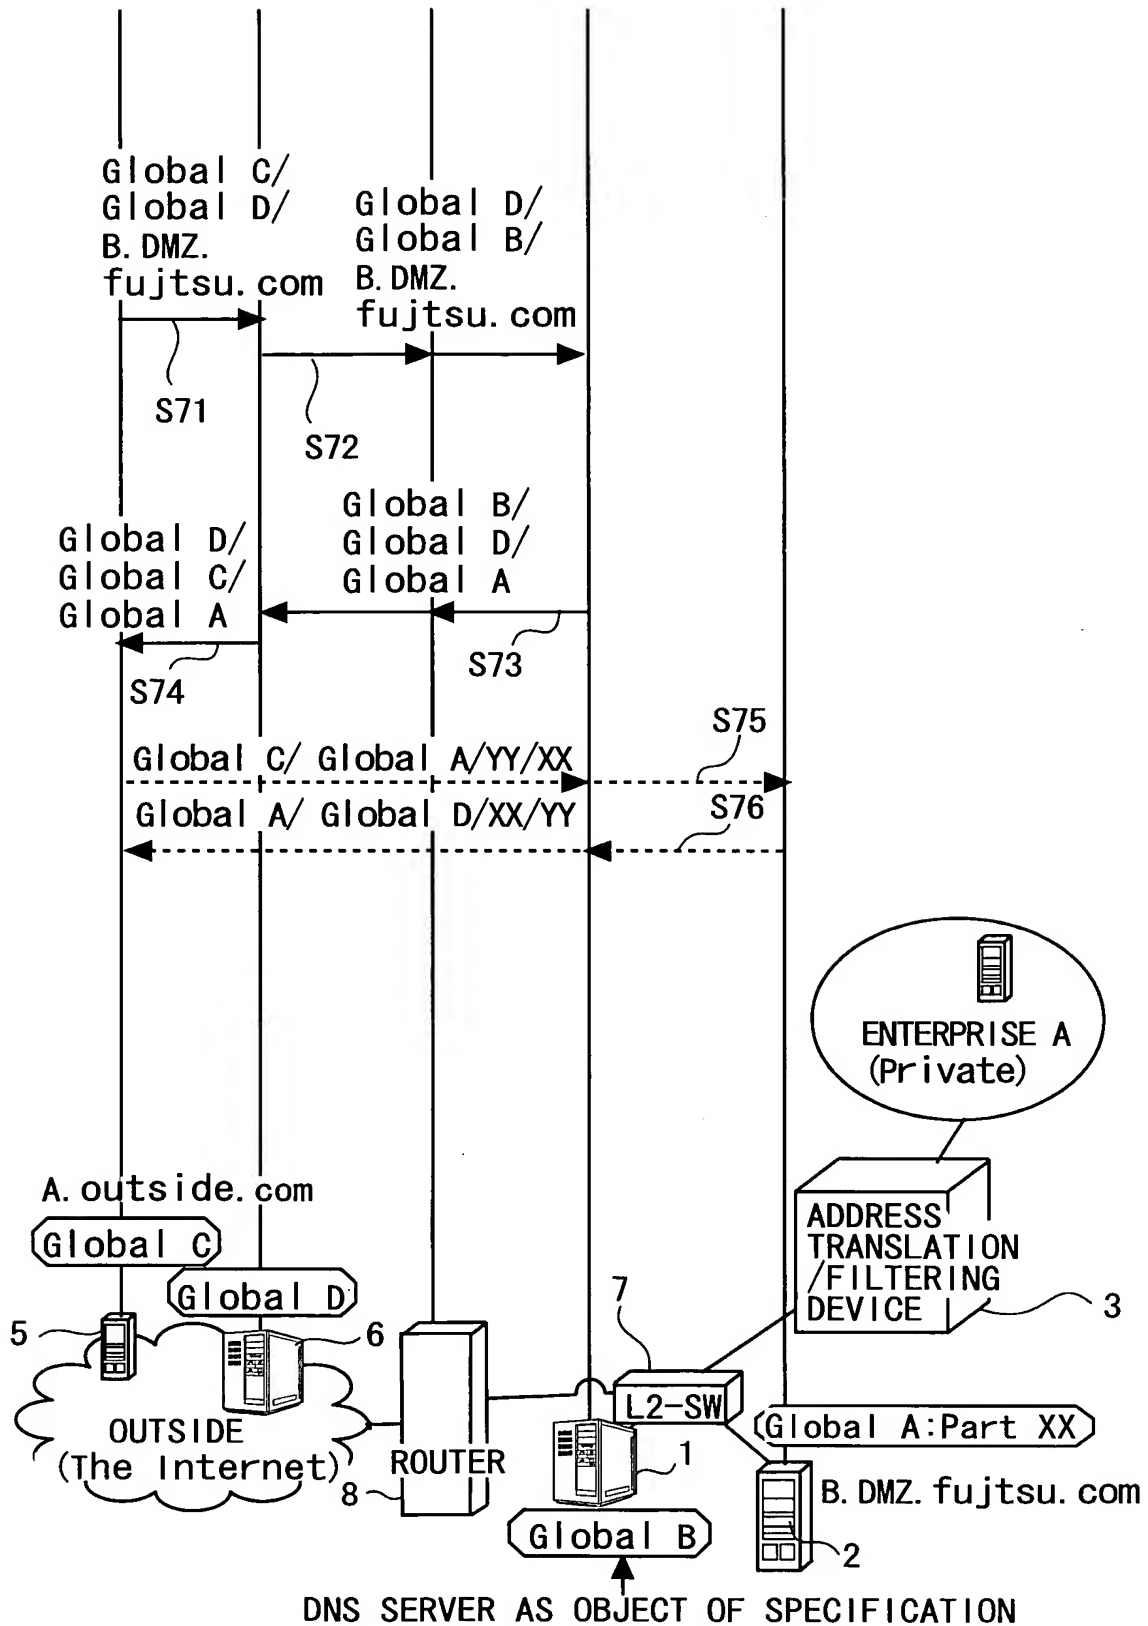 Global C/
Global D/
B.DMZ.
fujtsu.com
Global D/
Global B/
B.DMZ.
fujtsu.com
S71
S72
Global B/
Global D/
Global A
Global D/
Global C/
Global A
S73
S74
S75
Global C/ Global A/YY/XX
S76
Global A/ Global D/XX/YY
ENTERPRISE A
(Private)
A.outside.com
Global C
Global D
ADDRESS
TRANSLATION
/FILTERING
DEVICE
3
5
6
7
L2-SW
OUTSIDE
(The Internet)
ROUTER
8
1
Global A:Part XX
B.DMZ.fujtsu.com
2
Global B
DNS SERVER AS OBJECT OF SPECIFICATION